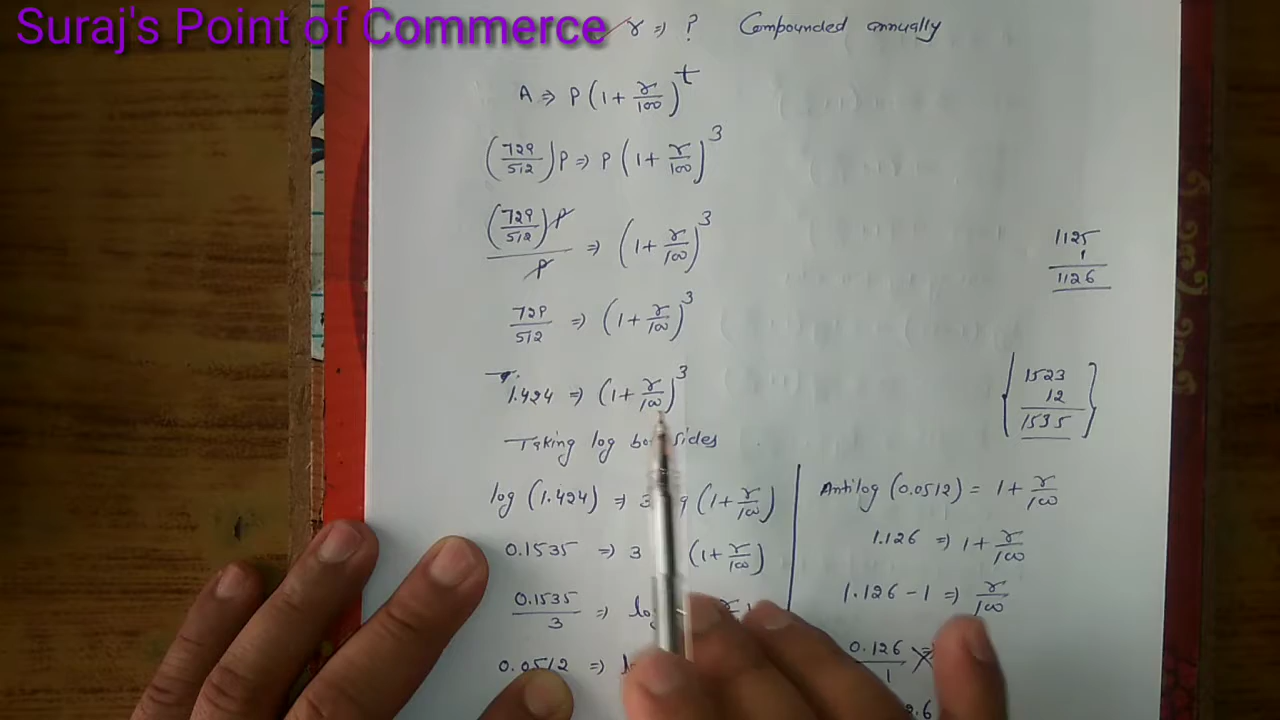 Suraj's Point of Commerce
r ⇒ ? Compounded annually
A ⇒ P(1+r/100)^t
(729/512)P ⇒ P(1+r/100)^3
(729/512)P/P ⇒ (1+r/100)^3
729/512 ⇒ (1+r/100)^3
1.424 ⇒ (1+r/100)^3
Taking log sides
log (1.424) ⇒ 3 (1+r/100)
0.1535 ⇒ 3 (1+r/100)
0.1535/3 ⇒
0.0512 ⇒
Antilog (0.0512) = 1+r/100
1.126 ⇒ 1+r/100
1.126-1 ⇒ r/100
0.126/1
1125
1
1126
1523
12
1535